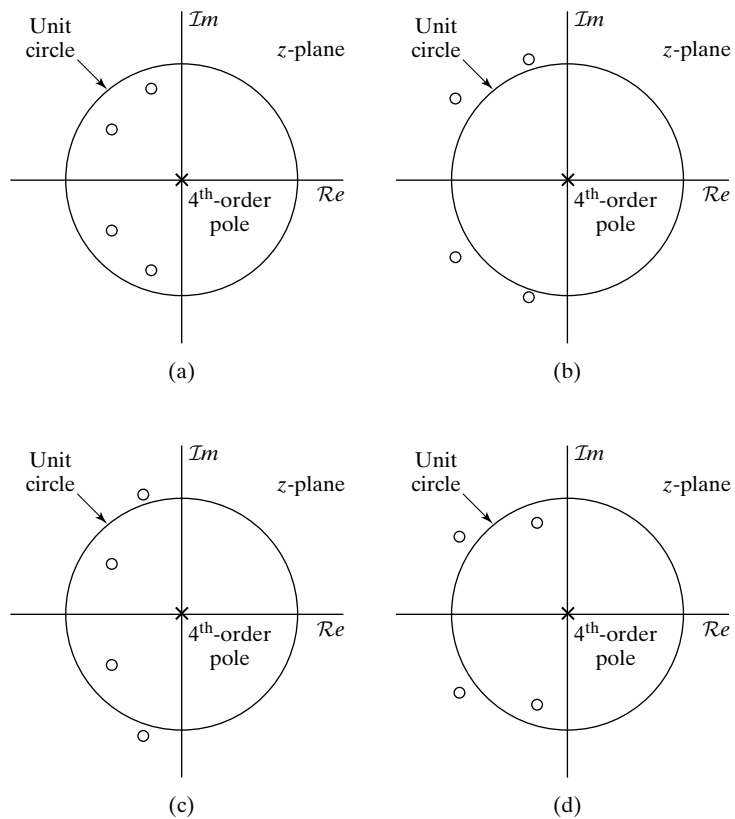 Unit
circle
ℐm
z-plane
ℛe
4th-order
pole
(a)
Unit
circle
ℐm
z-plane
ℛe
4th-order
pole
(b)
Unit
circle
ℐm
z-plane
ℛe
4th-order
pole
(c)
Unit
circle
ℐm
z-plane
ℛe
4th-order
pole
(d)